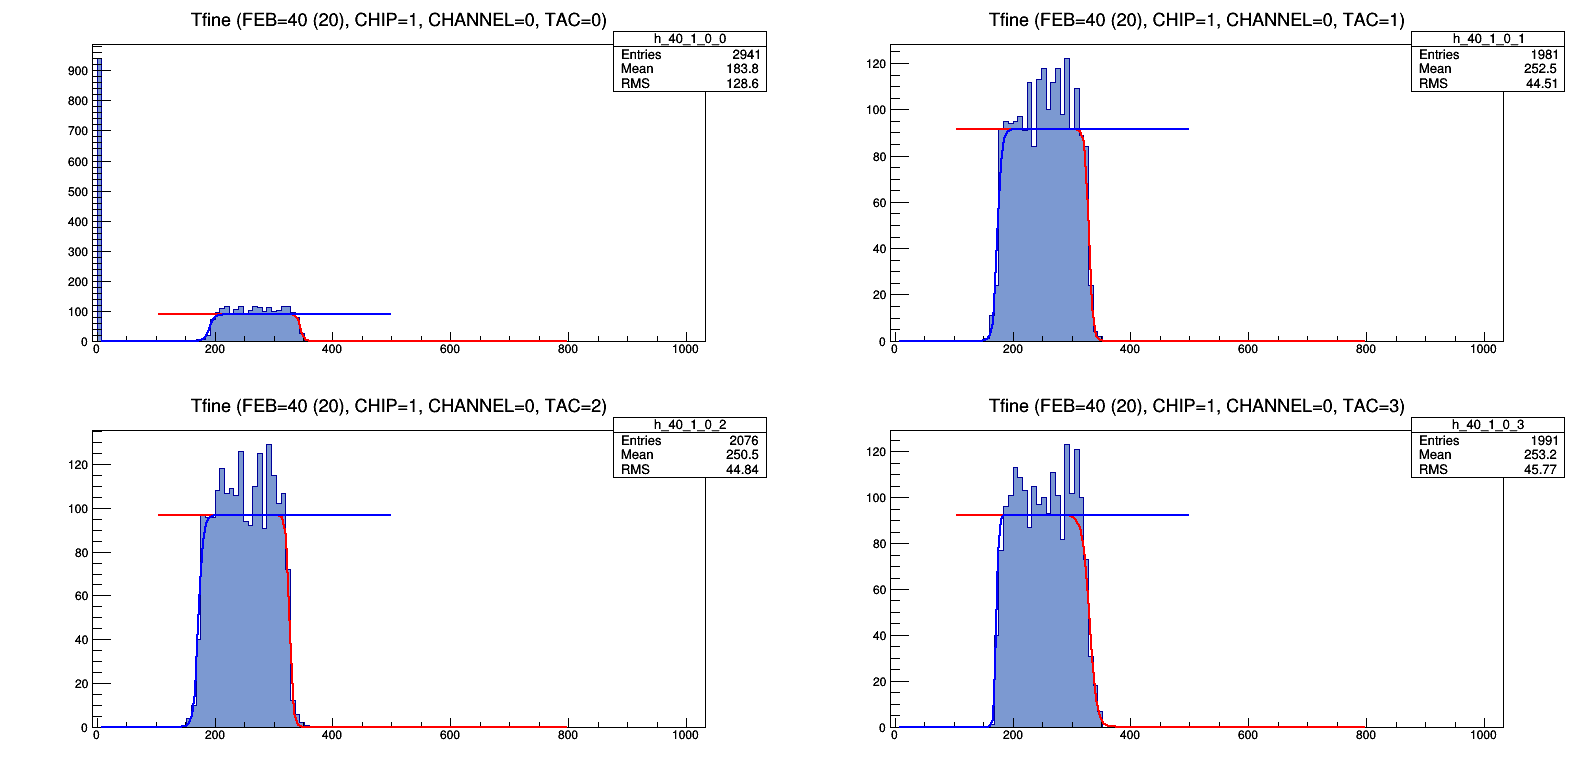 Tfine (FEB=40 (20), CHIP=1, CHANNEL=0, TAC=0)
h_40_1_0_0
Entries 2941
Mean 183.8
RMS 128.6
900
800
700
600
500
400
300
200
100
0
0 200 400 600 800 1000
Tfine (FEB=40 (20), CHIP=1, CHANNEL=0, TAC=1)
h_40_1_0_1
Entries 1981
Mean 252.5
RMS 44.51
120
100
80
60
40
20
0
0 200 400 600 800 1000
Tfine (FEB=40 (20), CHIP=1, CHANNEL=0, TAC=2)
h_40_1_0_2
Entries 2076
Mean 250.5
RMS 44.84
120
100
80
60
40
20
0
0 200 400 600 800 1000
Tfine (FEB=40 (20), CHIP=1, CHANNEL=0, TAC=3)
h_40_1_0_3
Entries 1991
Mean 253.2
RMS 45.77
120
100
80
60
40
20
0
0 200 400 600 800 1000